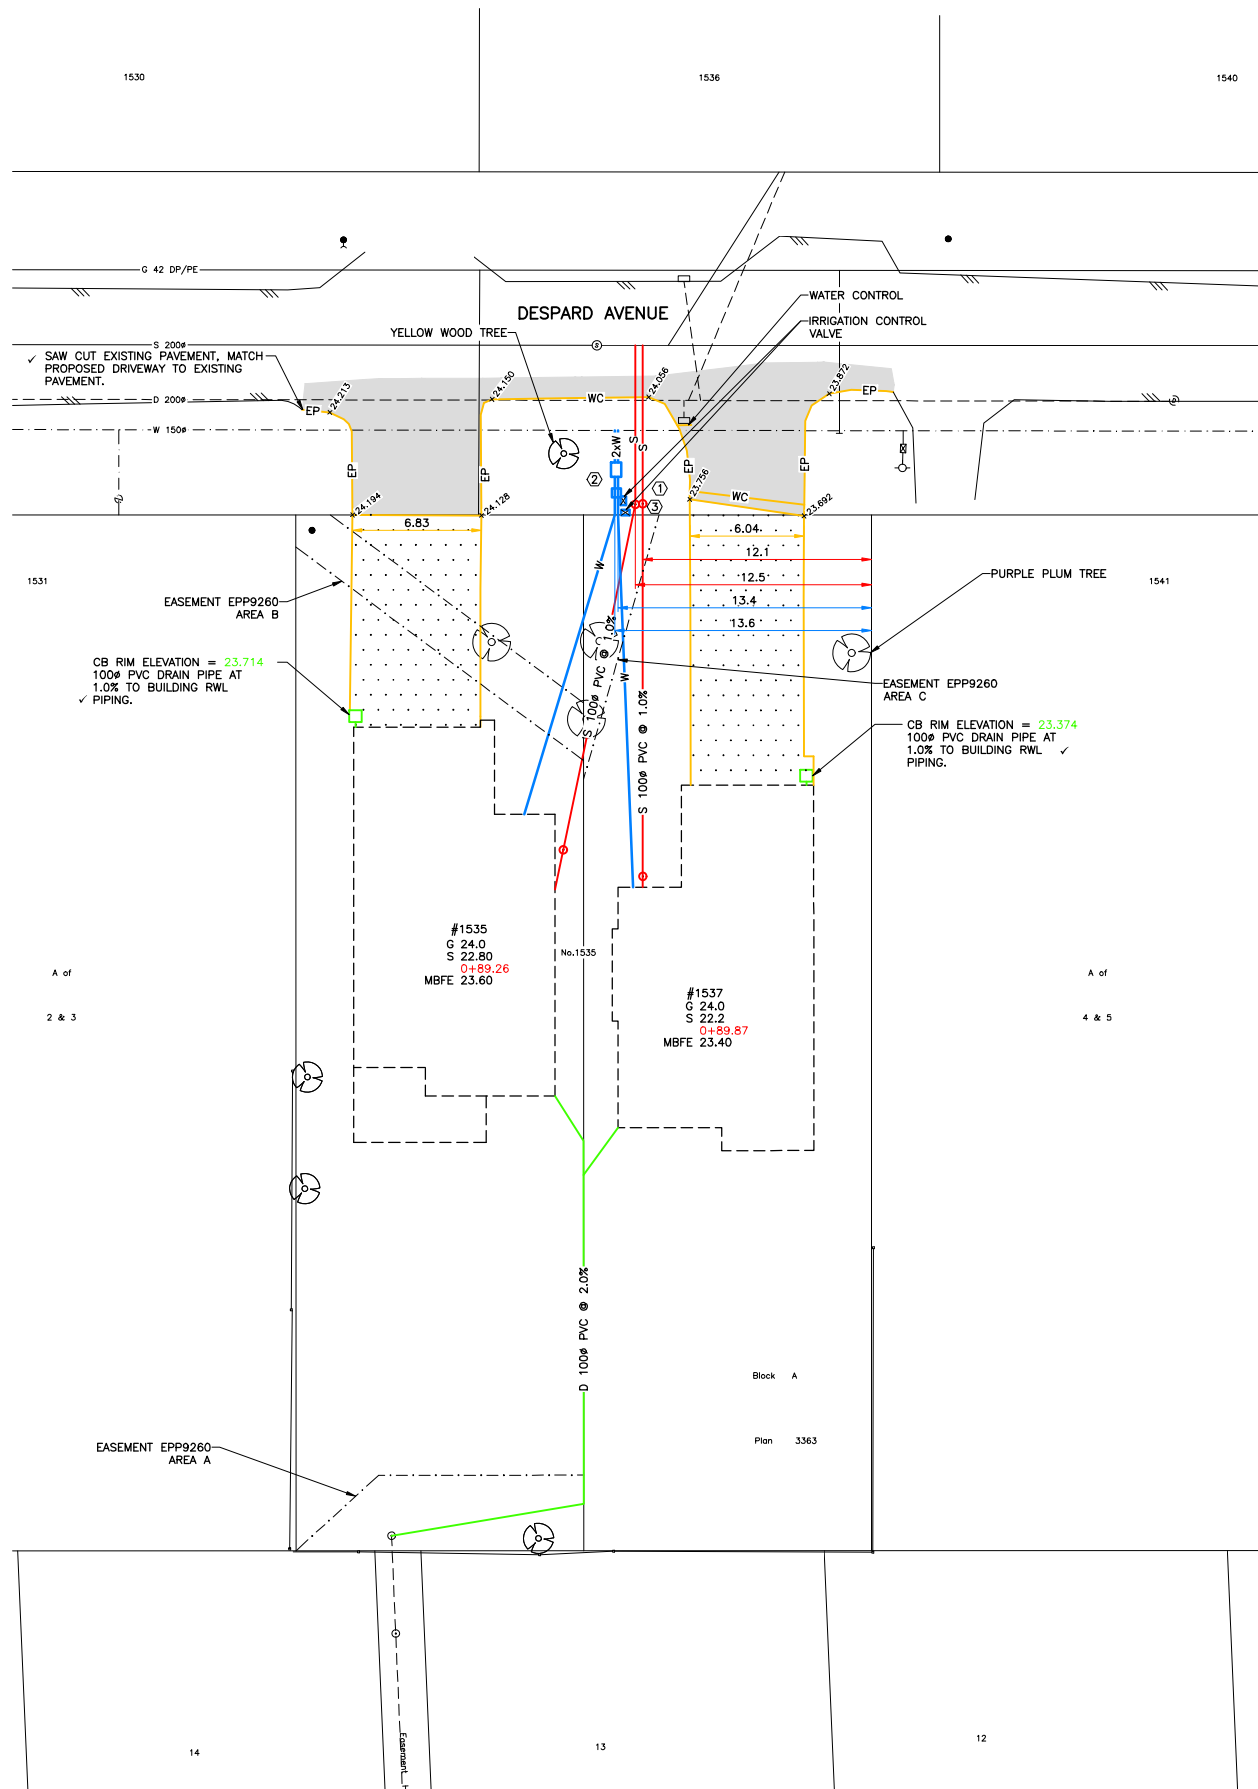 1530
1536
1540
G 42 DP/PE
DESPARD AVENUE
WATER CONTROL
IRRIGATION CONTROL
VALVE
YELLOW WOOD TREE
S 200ø
S
✓ SAW CUT EXISTING PAVEMENT, MATCH
PROPOSED DRIVEWAY TO EXISTING
PAVEMENT.
D 200ø
W 150ø
EP
24.213
24.150
WC
24.056
23.872
EP
EP
EP
2xW
S
S
EP
EP
2
1
3
24.194
24.128
23.756
WC
23.692
6.83
6.04
12.1
12.5
13.4
13.6
W
W
1531
1541
PURPLE PLUM TREE
EASEMENT EPP9260
AREA B
CB RIM ELEVATION = 23.714
100ø PVC DRAIN PIPE AT
1.0% TO BUILDING RWL
✓ PIPING.
S 100ø PVC @ 1.0%
S 100ø PVC @ 1.0%
EASEMENT EPP9260
AREA C
CB RIM ELEVATION = 23.374
100ø PVC DRAIN PIPE AT
1.0% TO BUILDING RWL ✓
PIPING.
#1535
G 24.0
S 22.80
0+89.26
MBFE 23.60
No.1535
#1537
G 24.0
S 22.2
0+89.87
MBFE 23.40
A of
2 & 3
A of
4 & 5
D 100ø PVC @ 2.0%
Block A
Plan 3363
EASEMENT EPP9260
AREA A
14
13
12
Easement